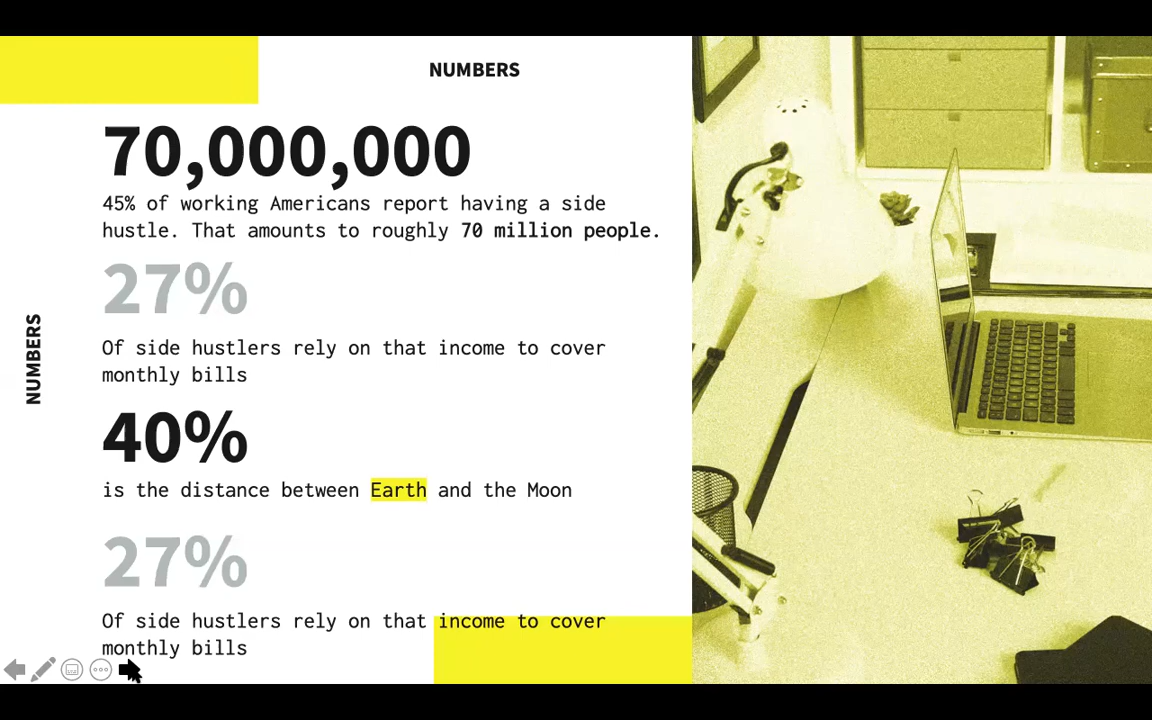 NUMBERS
70,000,000
45% of working Americans report having a side
hustle. That amounts to roughly 70 million people.
27%
Of side hustlers rely on that income to cover
monthly bills
NUMBERS
40%
is the distance between Earth and the Moon
27%
Of side hustlers rely on that income to cover
monthly bills